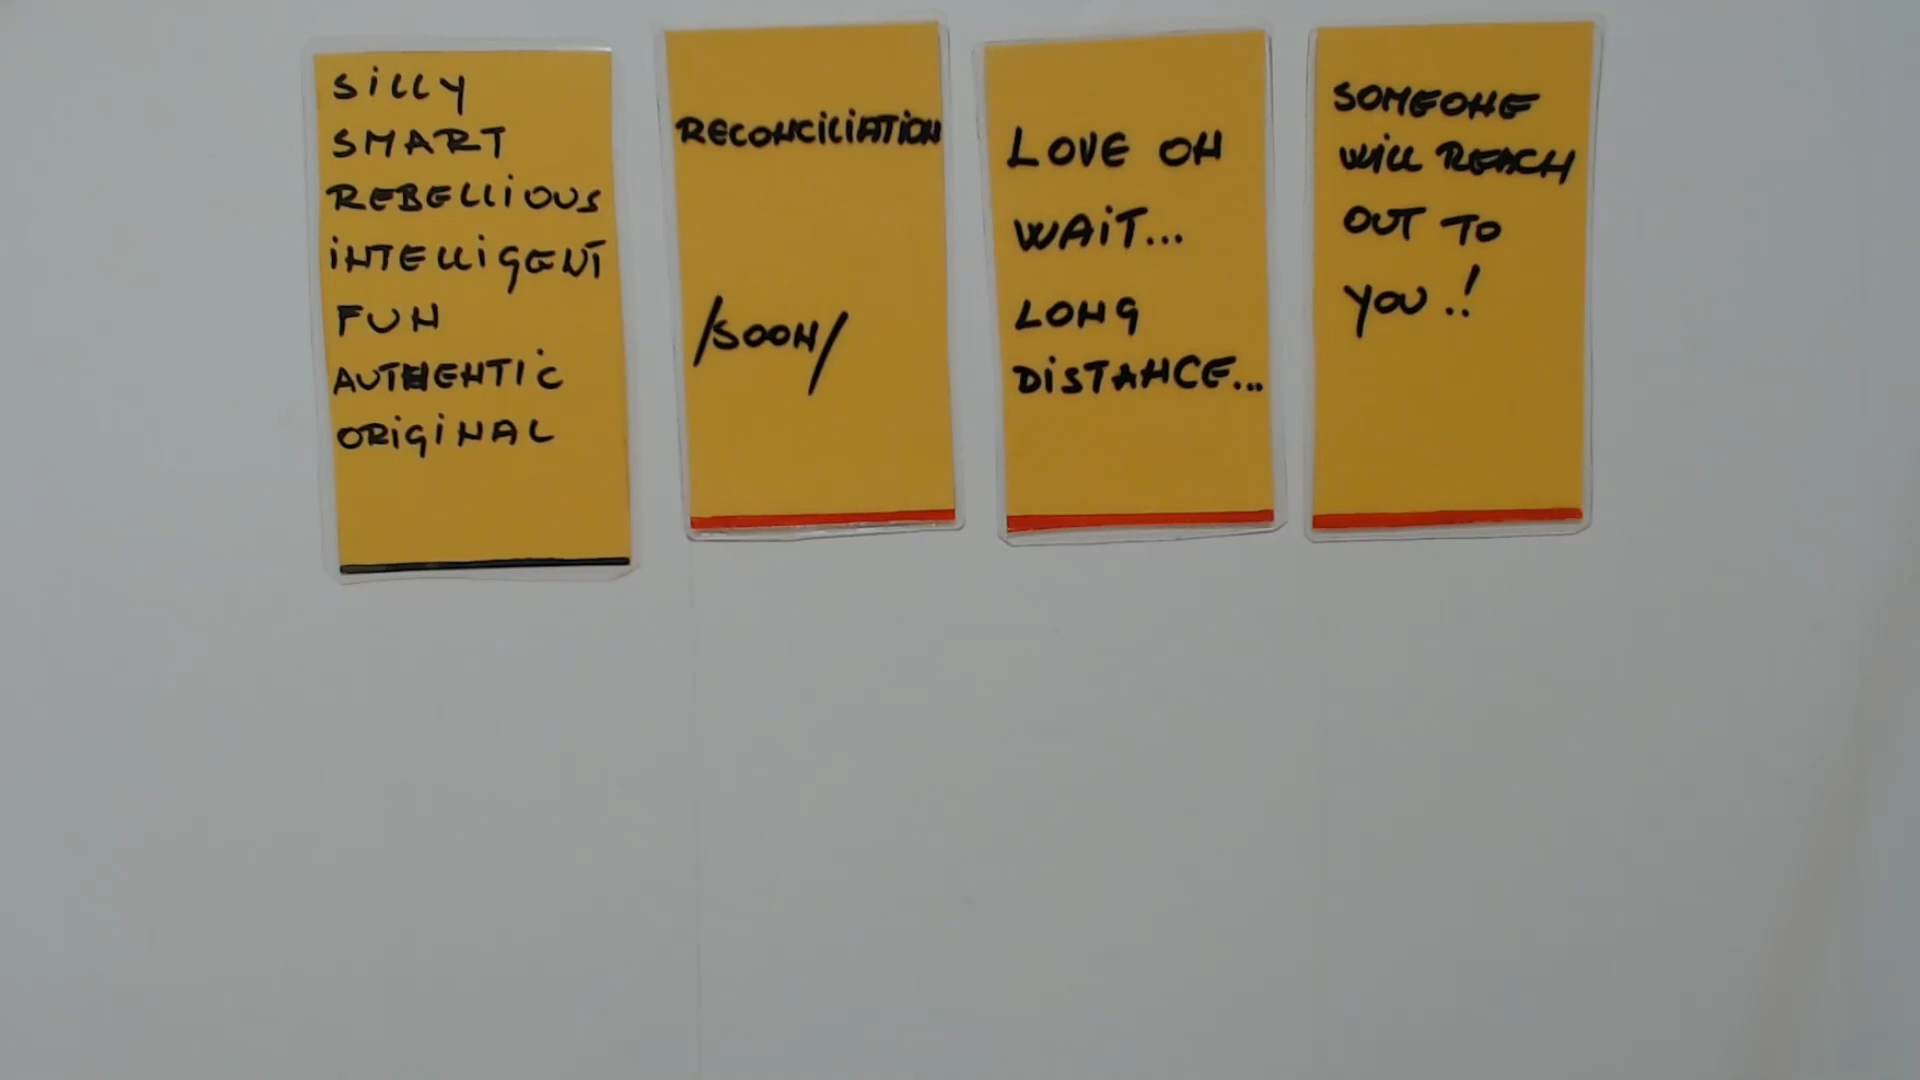 SILLY
SMART
REBELLIOUS
INTELLIGENT
FUN
AUTHENTIC
ORIGINAL
RECONCILIATION
/SOON/
LOVE ON
WAIT...
LONG
DISTANCE...
SOMEONE
WILL REACH
OUT TO
YOU..!